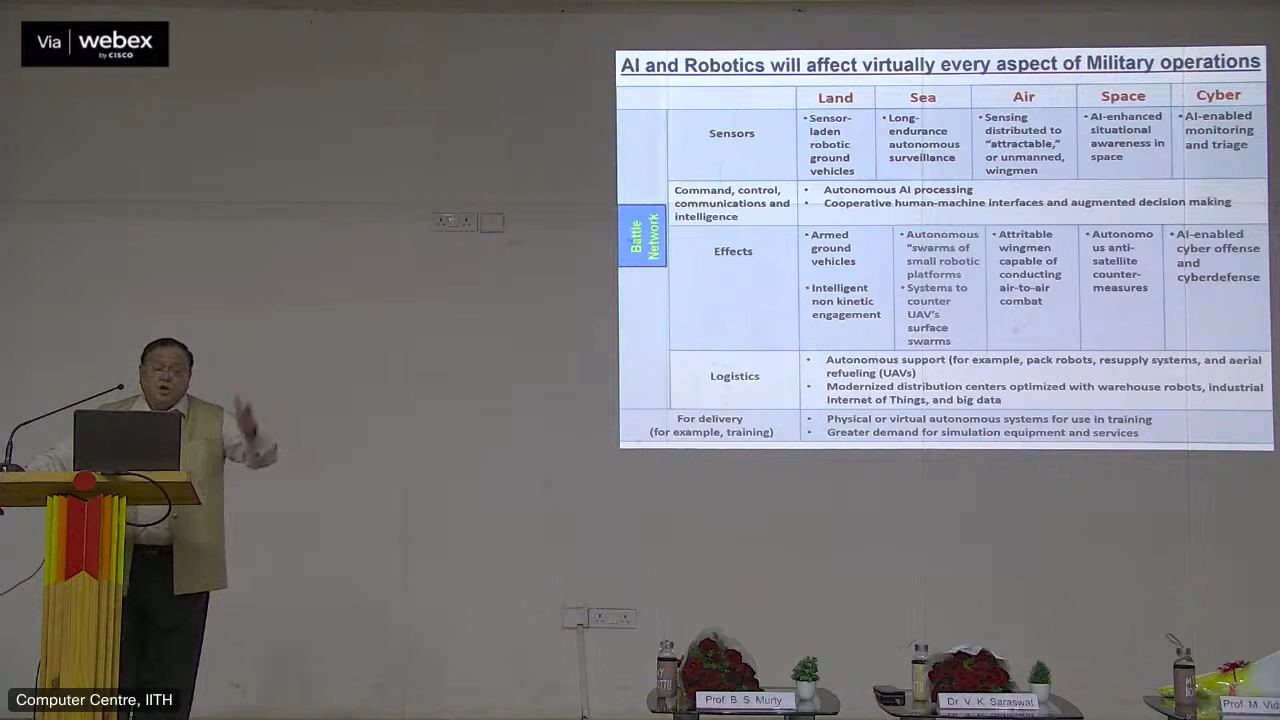 Via webex
by CISCO
AI and Robotics will affect virtually every aspect of Military operations
Land Sea Air Space Cyber
Sensors
• Sensor-
laden
robotic
ground
vehicles
• Long-
endurance
autonomous
surveillance
• Sensing
distributed to
“attractable,”
or unmanned,
wingmen
• AI-enhanced
situational
awareness in
space
• AI-enabled
monitoring
and triage
Battle
Network
Command, control,
communications and
intelligence
• Autonomous AI processing
• Cooperative human-machine interfaces and augmented decision making
Effects
• Armed
ground
vehicles
• Intelligent
non kinetic
engagement
• Autonomous
“swarms of
small robotic
platforms
• Systems to
counter
UAV's
surface
swarms
• Attritable
wingmen
capable of
conducting
air-to-air
combat
• Autonomo
us anti-
satellite
counter-
measures
• AI-enabled
cyber offense
and
cyberdefense
Logistics
• Autonomous support (for example, pack robots, resupply systems, and aerial
refueling (UAVs)
• Modernized distribution centers optimized with warehouse robots, industrial
Internet of Things, and big data
For delivery
(for example, training)
• Physical or virtual autonomous systems for use in training
• Greater demand for simulation equipment and services
Prof. B. S. Murty
Dr. V. K. Saraswat
Prof. M. Vid
Computer Centre, IITH